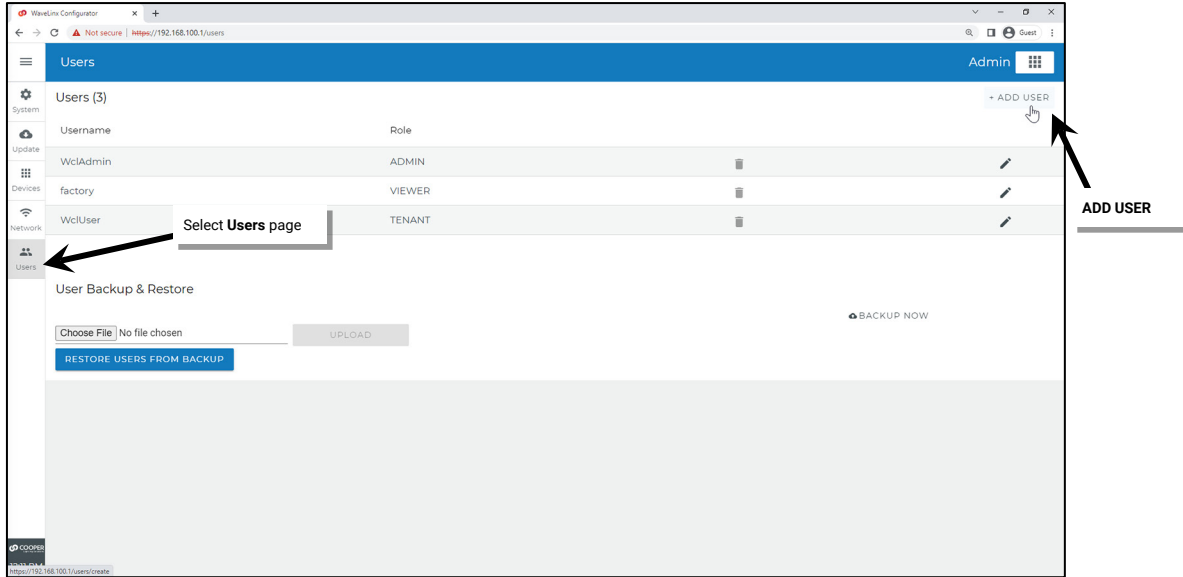 WaveLinx Configurator
Not secure | https://192.168.100.1/users
Guest
Users
Admin
System
Update
Devices
Network
Users
Users (3)
+ ADD USER
Username Role
WclAdmin ADMIN
factory VIEWER
WclUser TENANT
Select Users page
ADD USER
User Backup & Restore
BACKUP NOW
Choose File No file chosen
UPLOAD
RESTORE USERS FROM BACKUP
COOPER
https://192.168.100.1/users/create